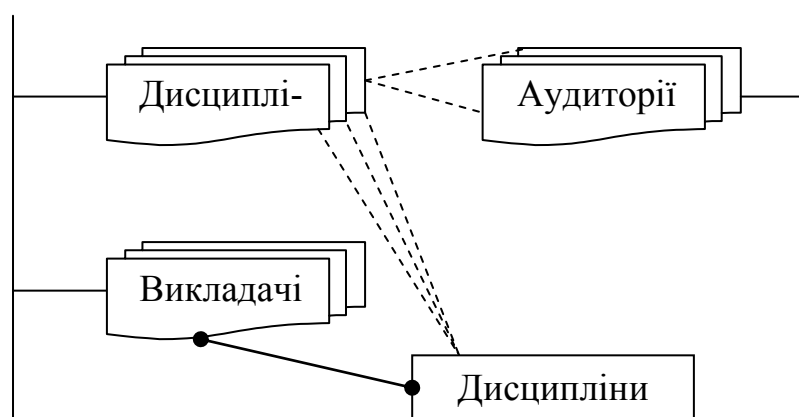 Дисциплі-
Аудиторії
Викладачі
Дисципліни